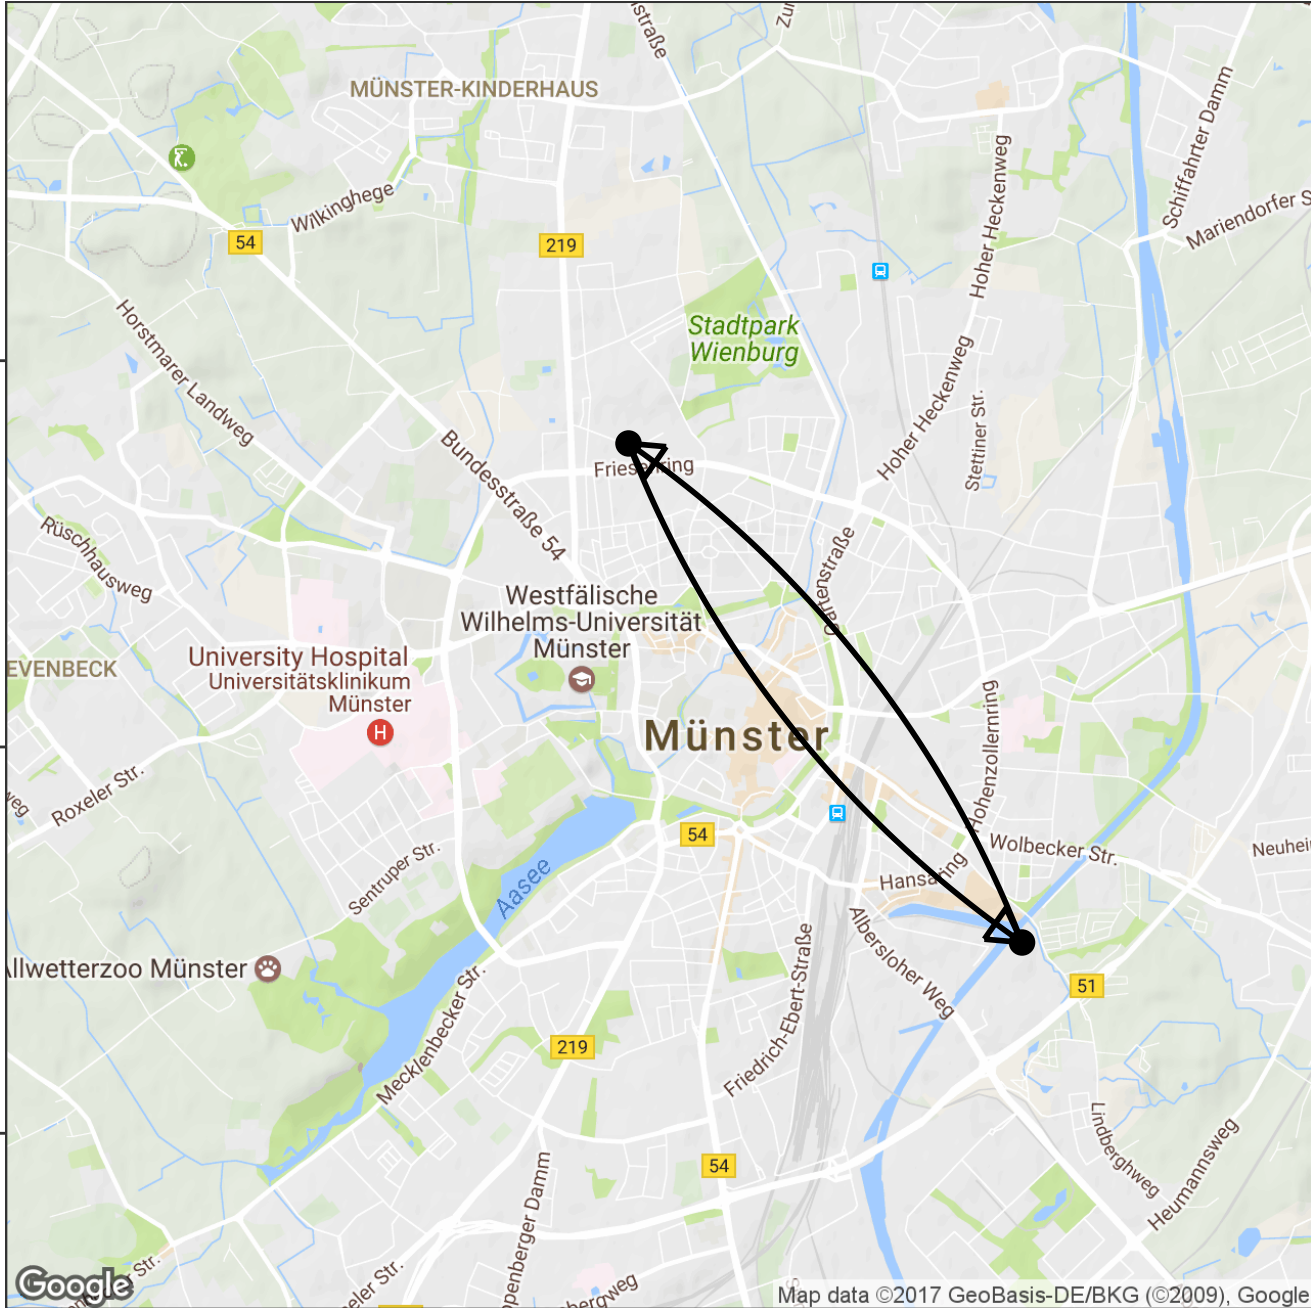 MÜNSTER-KINDERHAUS
Wilkinghege
54
219
Schiffahrter Damm
Mariendorfer S
Hoher Heckenweg
Horstmarer Landweg
Stadtpark
Wienburg
Hoher Heckenweg
Stettiner Str.
Bundesstraße 54
Rüschhausweg
Westfälische
Wilhelms-Universität
Münster
EVENBECK
University Hospital
Universitätsklinikum
Münster
H
Münster
Hohenzollernring
Roxeler Str.
54
Wolbecker Str.
Neuhei
Sentruper Str.
Aasee
Hansaring
Albersloher Weg
Allwetterzoo Münster
51
Mecklenbecker Str.
219
Friedrich-Ebert-Straße
54
Lindberghweg
Heumannsweg
Google
Map data ©2017 GeoBasis-DE/BKG (©2009), Google